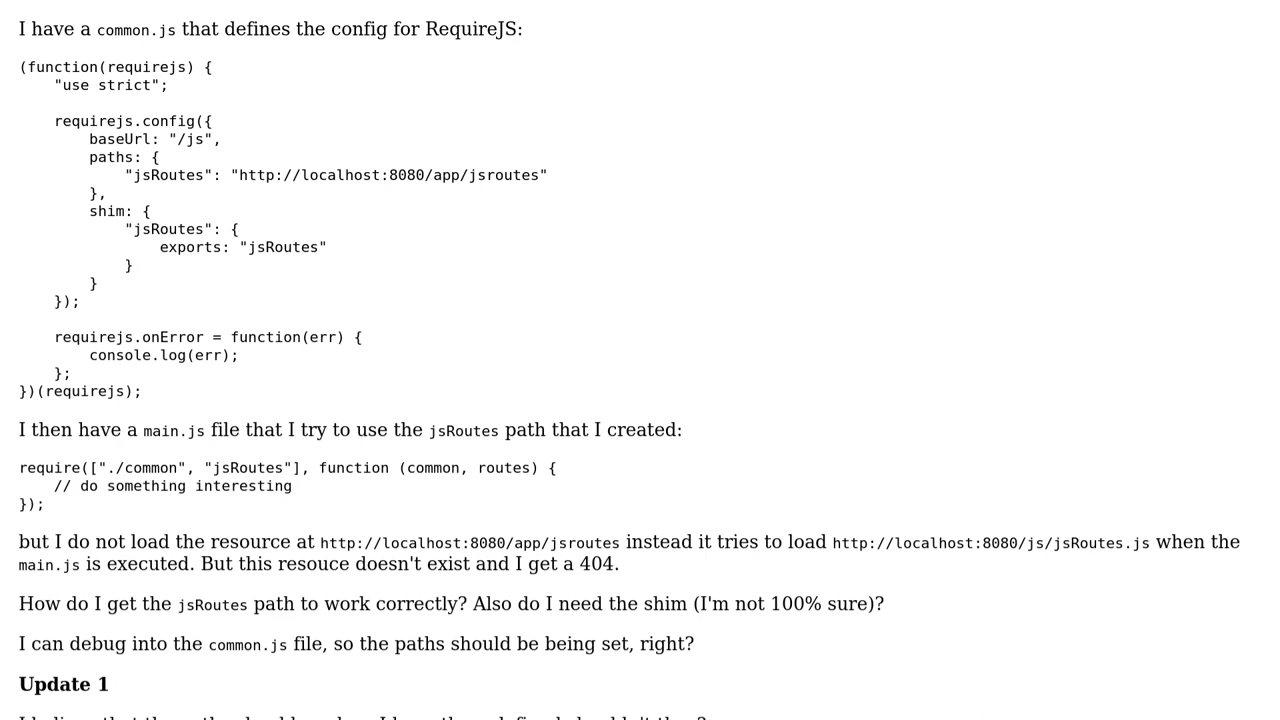 I have a common.js that defines the config for RequireJS:
(function(requirejs) {
    "use strict";

    requirejs.config({
        baseUrl: "/js",
        paths: {
            "jsRoutes": "http://localhost:8080/app/jsroutes"
        },
        shim: {
            "jsRoutes": {
                exports: "jsRoutes"
            }
        }
    });

    requirejs.onError = function(err) {
        console.log(err);
    };
})(requirejs);
I then have a main.js file that I try to use the jsRoutes path that I created:
require(["./common", "jsRoutes"], function (common, routes) {
    // do something interesting
});
but I do not load the resource at http://localhost:8080/app/jsroutes instead it tries to load http://localhost:8080/js/jsRoutes.js when the
main.js is executed. But this resouce doesn't exist and I get a 404.
How do I get the jsRoutes path to work correctly? Also do I need the shim (I'm not 100% sure)?
I can debug into the common.js file, so the paths should be being set, right?
Update 1